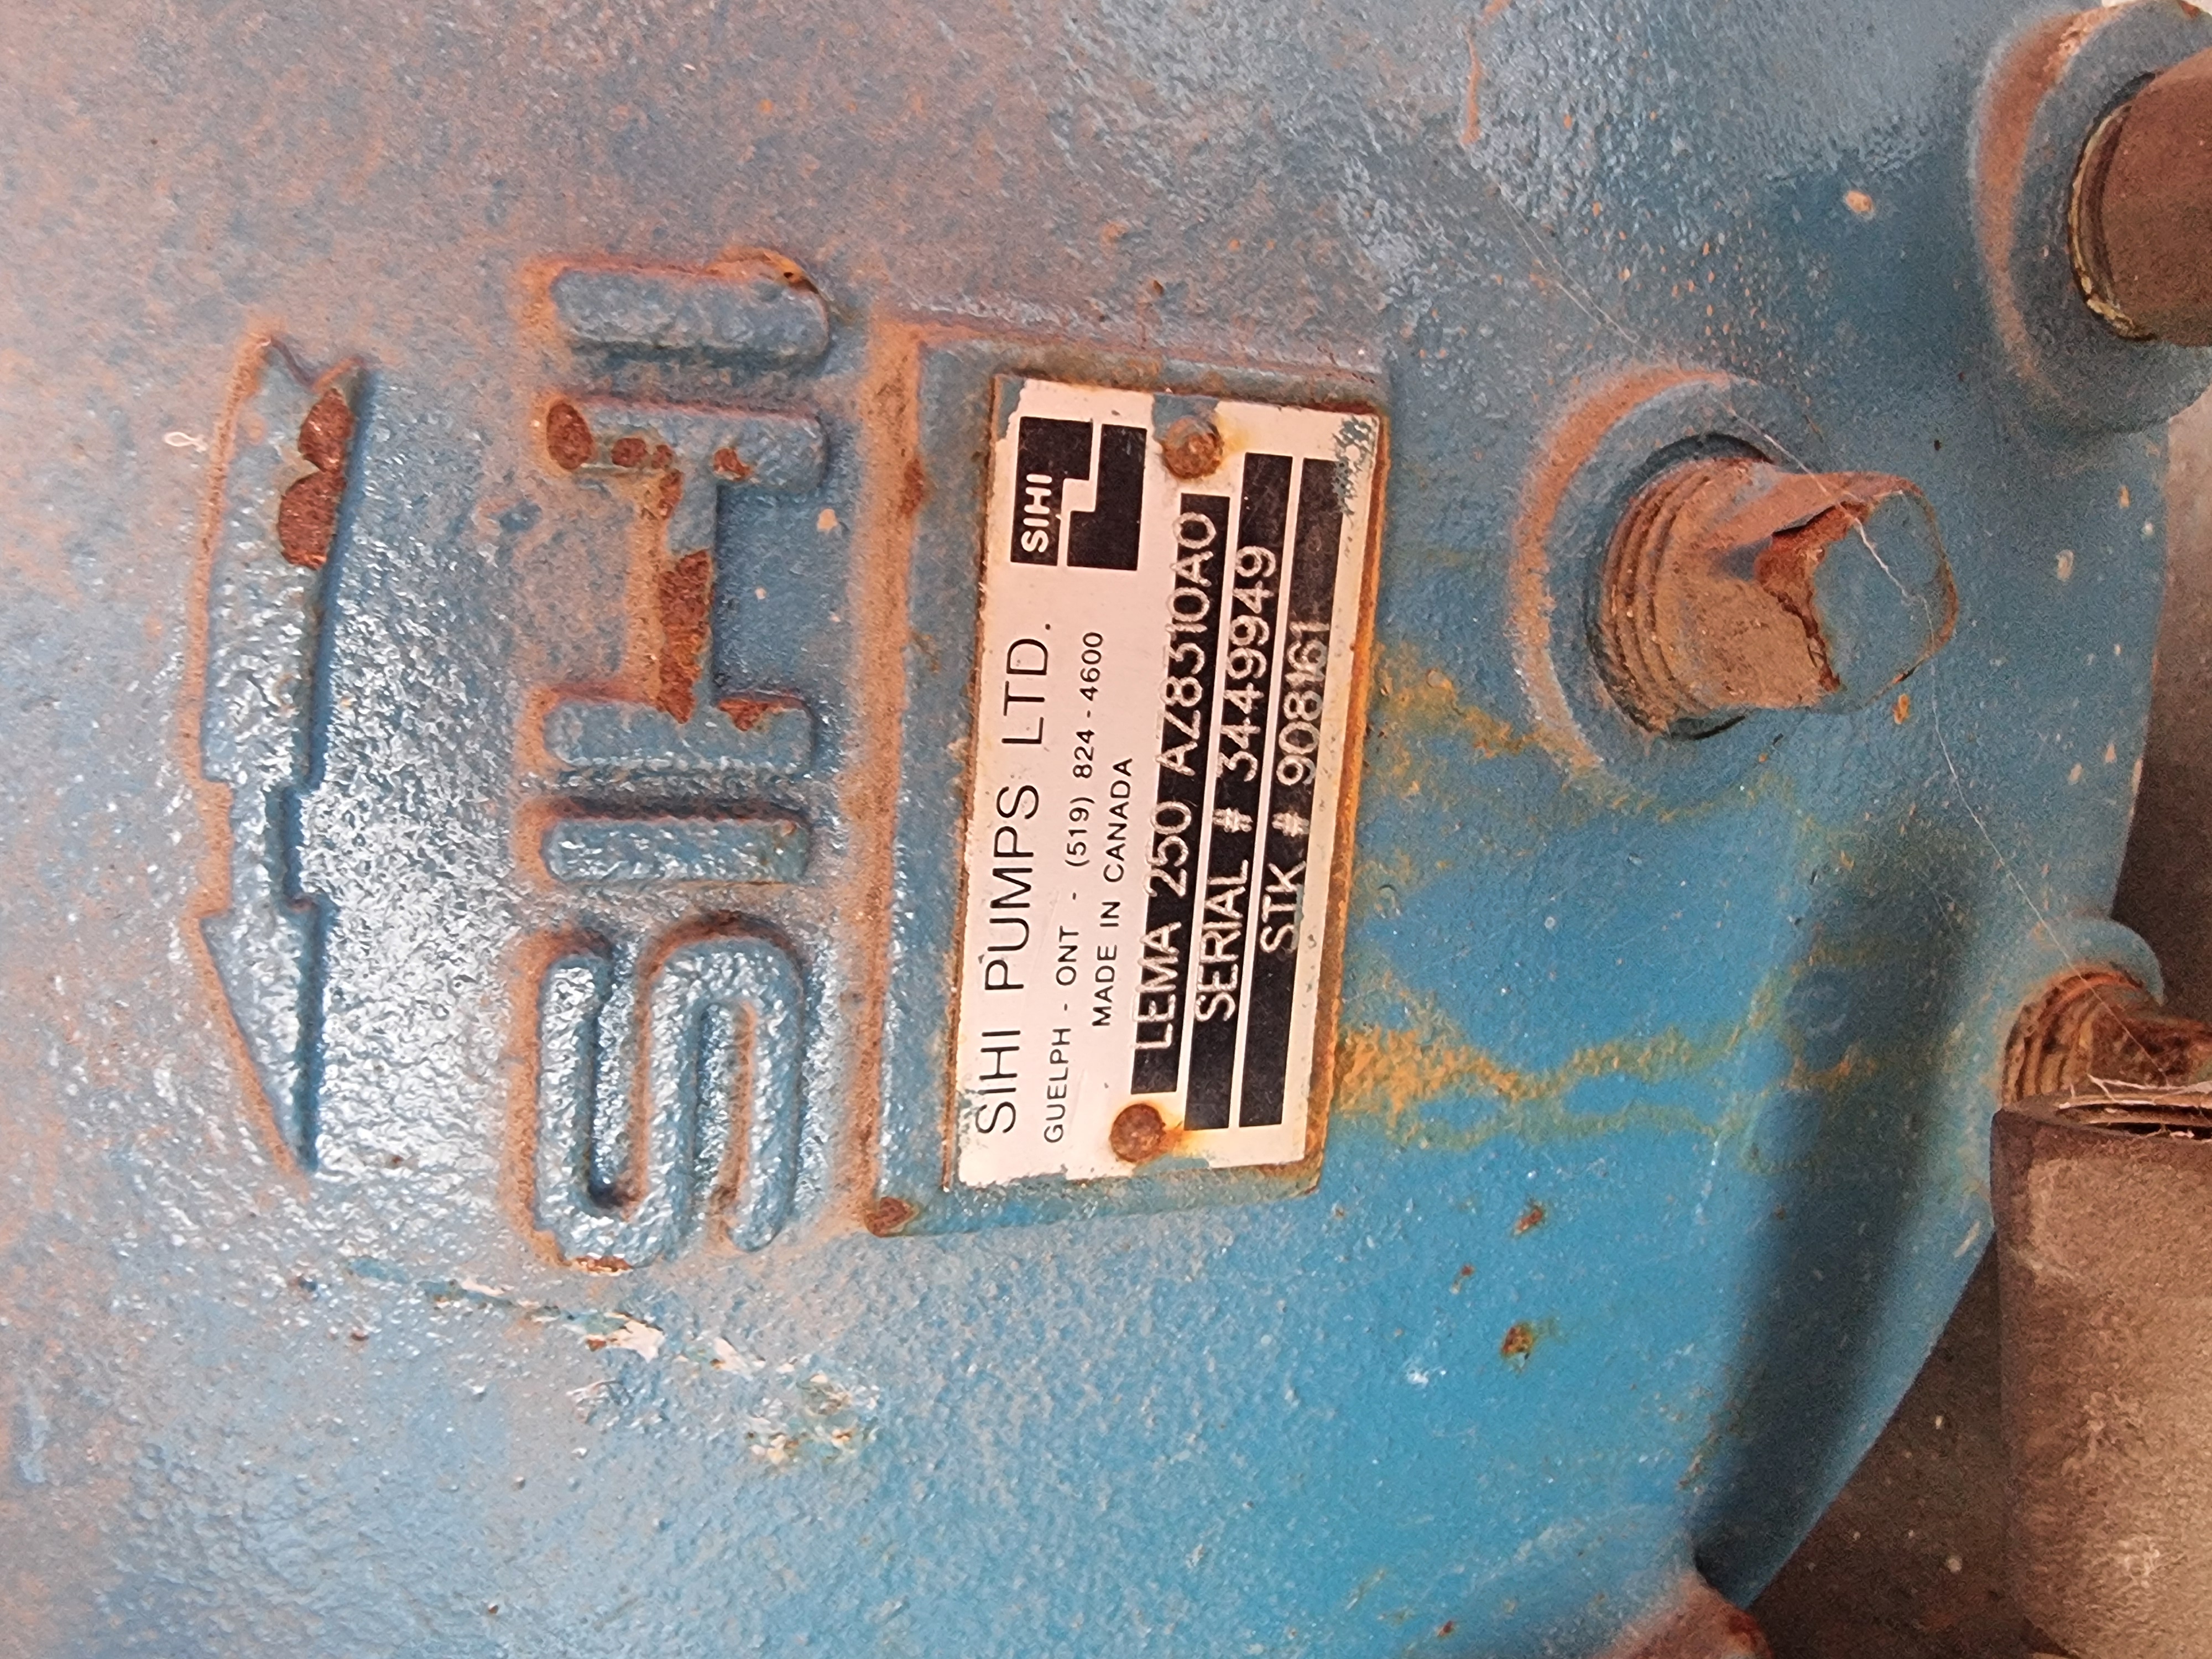 SIHI
SIHI PUMPS LTD.
SIHI
GUELPH - ONT - (519) 824-4600
MADE IN CANADA
LEMA 250 AZ8310AO
SERIAL # 3449949
STK # 908161